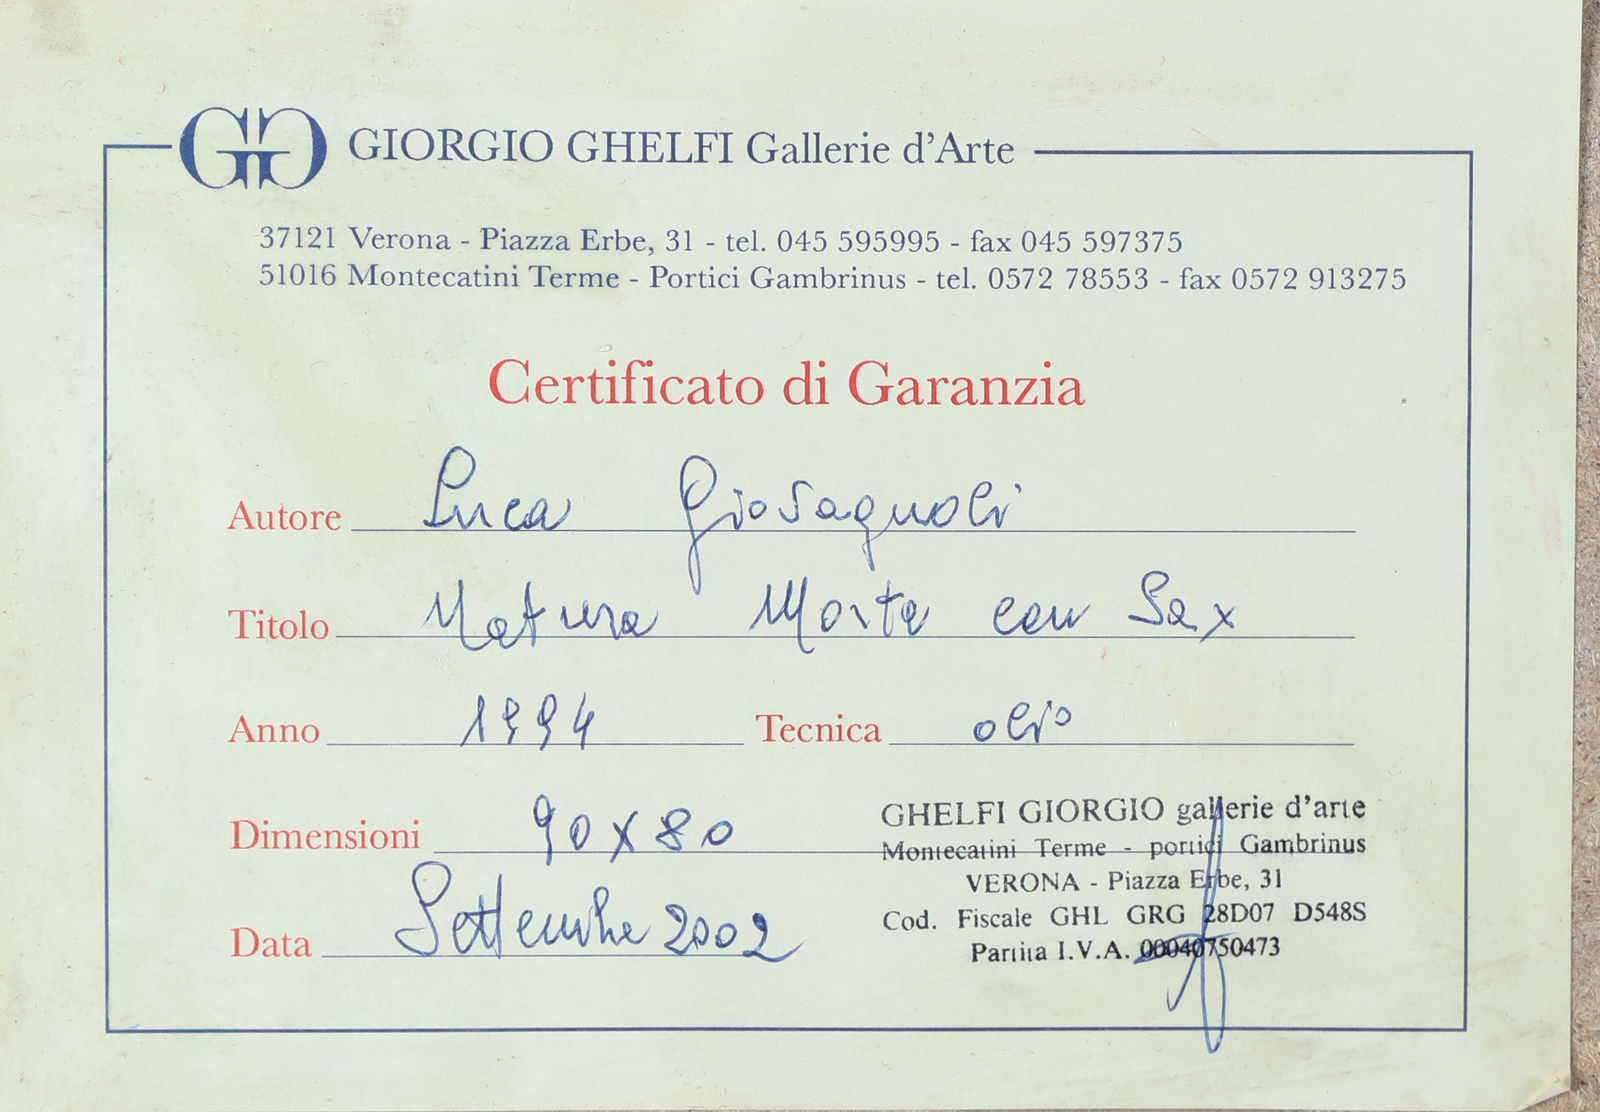 GG GIORGIO GHELFI Gallerie d'Arte
37121 Verona - Piazza Erbe, 31 - tel. 045 595995 - fax 045 597375
51016 Montecatini Terme - Portici Gambrinus - tel. 0572 78553 - fax 0572 913275
Certificato di Garanzia
Autore Luca Giovagnoli
Titolo Natura Morta con Sax
Anno 1994 Tecnica olio
Dimensioni 90x80
Data Settembre 2002
GHELFI GIORGIO gallerie d'arte
Montecatini Terme - portici Gambrinus
VERONA - Piazza Erbe, 31
Cod. Fiscale GHL GRG 28D07 D548S
Partita I.V.A. 00040750473